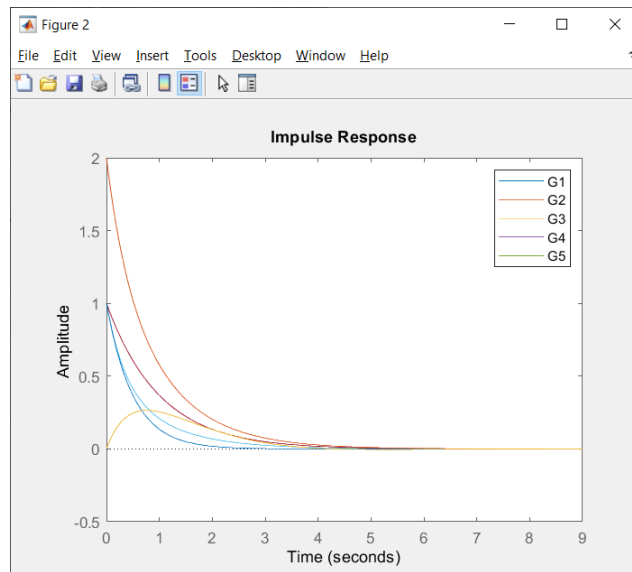 Figure 2
File Edit View Insert Tools Desktop Window Help
Impulse Response
2
1.5
1
0.5
0
-0.5
Amplitude
G1
G2
G3
G4
G5
0 1 2 3 4 5 6 7 8 9
Time (seconds)